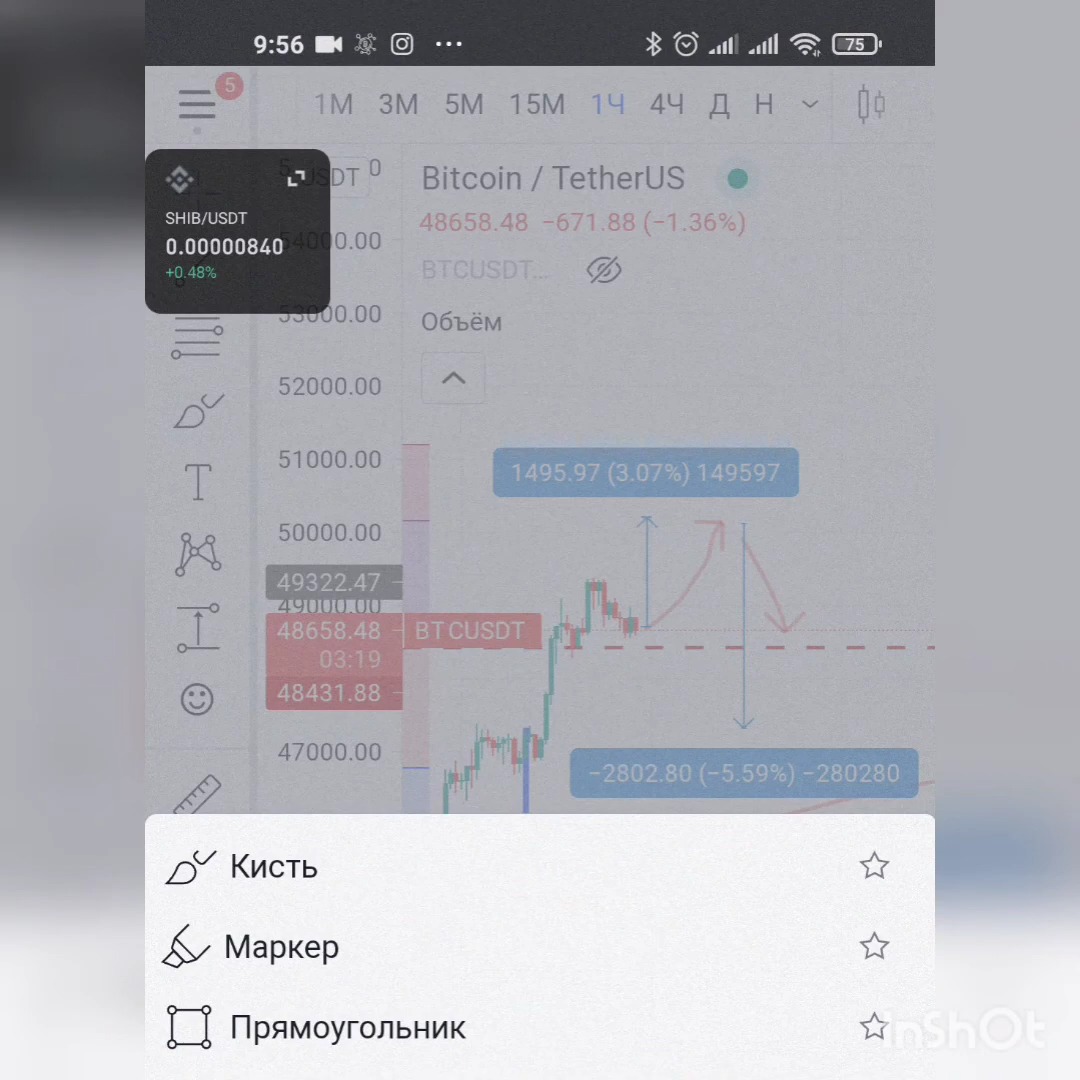 9:56
75
5
1М 3М 5М 15М 1Ч 4Ч Д Н
USDT
Bitcoin / TetherUS
48658.48 −671.88 (−1.36%)
SHIB/USDT
0.00000840
+0.48%
54000.00
BTCUSDT...
53000.00
Объём
52000.00
51000.00
1495.97 (3.07%) 149597
50000.00
49322.47
49000.00
48658.48
BTCUSDT
03:19
48431.88
47000.00
−2802.80 (−5.59%) −280280
Кисть
Маркер
Прямоугольник
InShOt